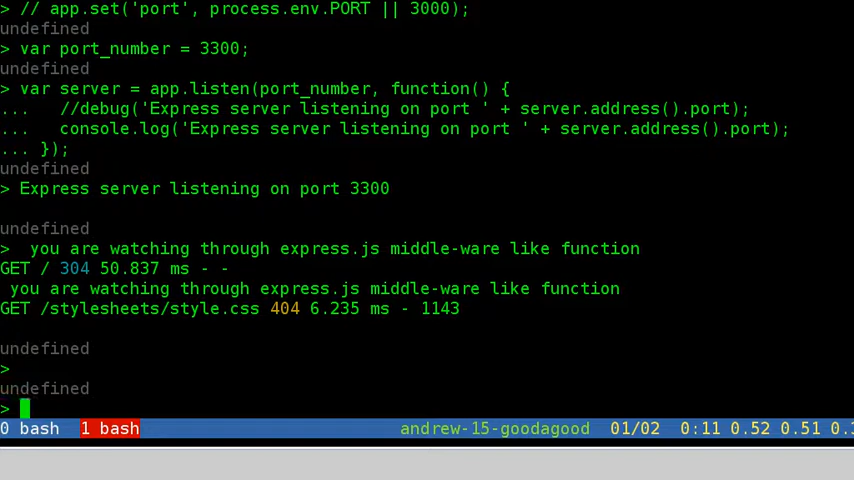 > // app.set('port', process.env.PORT || 3000);
undefined
> var port_number = 3300;
undefined
> var server = app.listen(port_number, function() {
...   //debug('Express server listening on port ' + server.address().port);
...   console.log('Express server listening on port ' + server.address().port);
... });
undefined
> Express server listening on port 3300
undefined
>  you are watching through express.js middle-ware like function
GET / 304 50.837 ms - -
 you are watching through express.js middle-ware like function
GET /stylesheets/style.css 404 6.235 ms - 1143
undefined
>
undefined
>
0 bash  1 bash andrew-15-goodagood  01/02  0:11 0.52 0.51